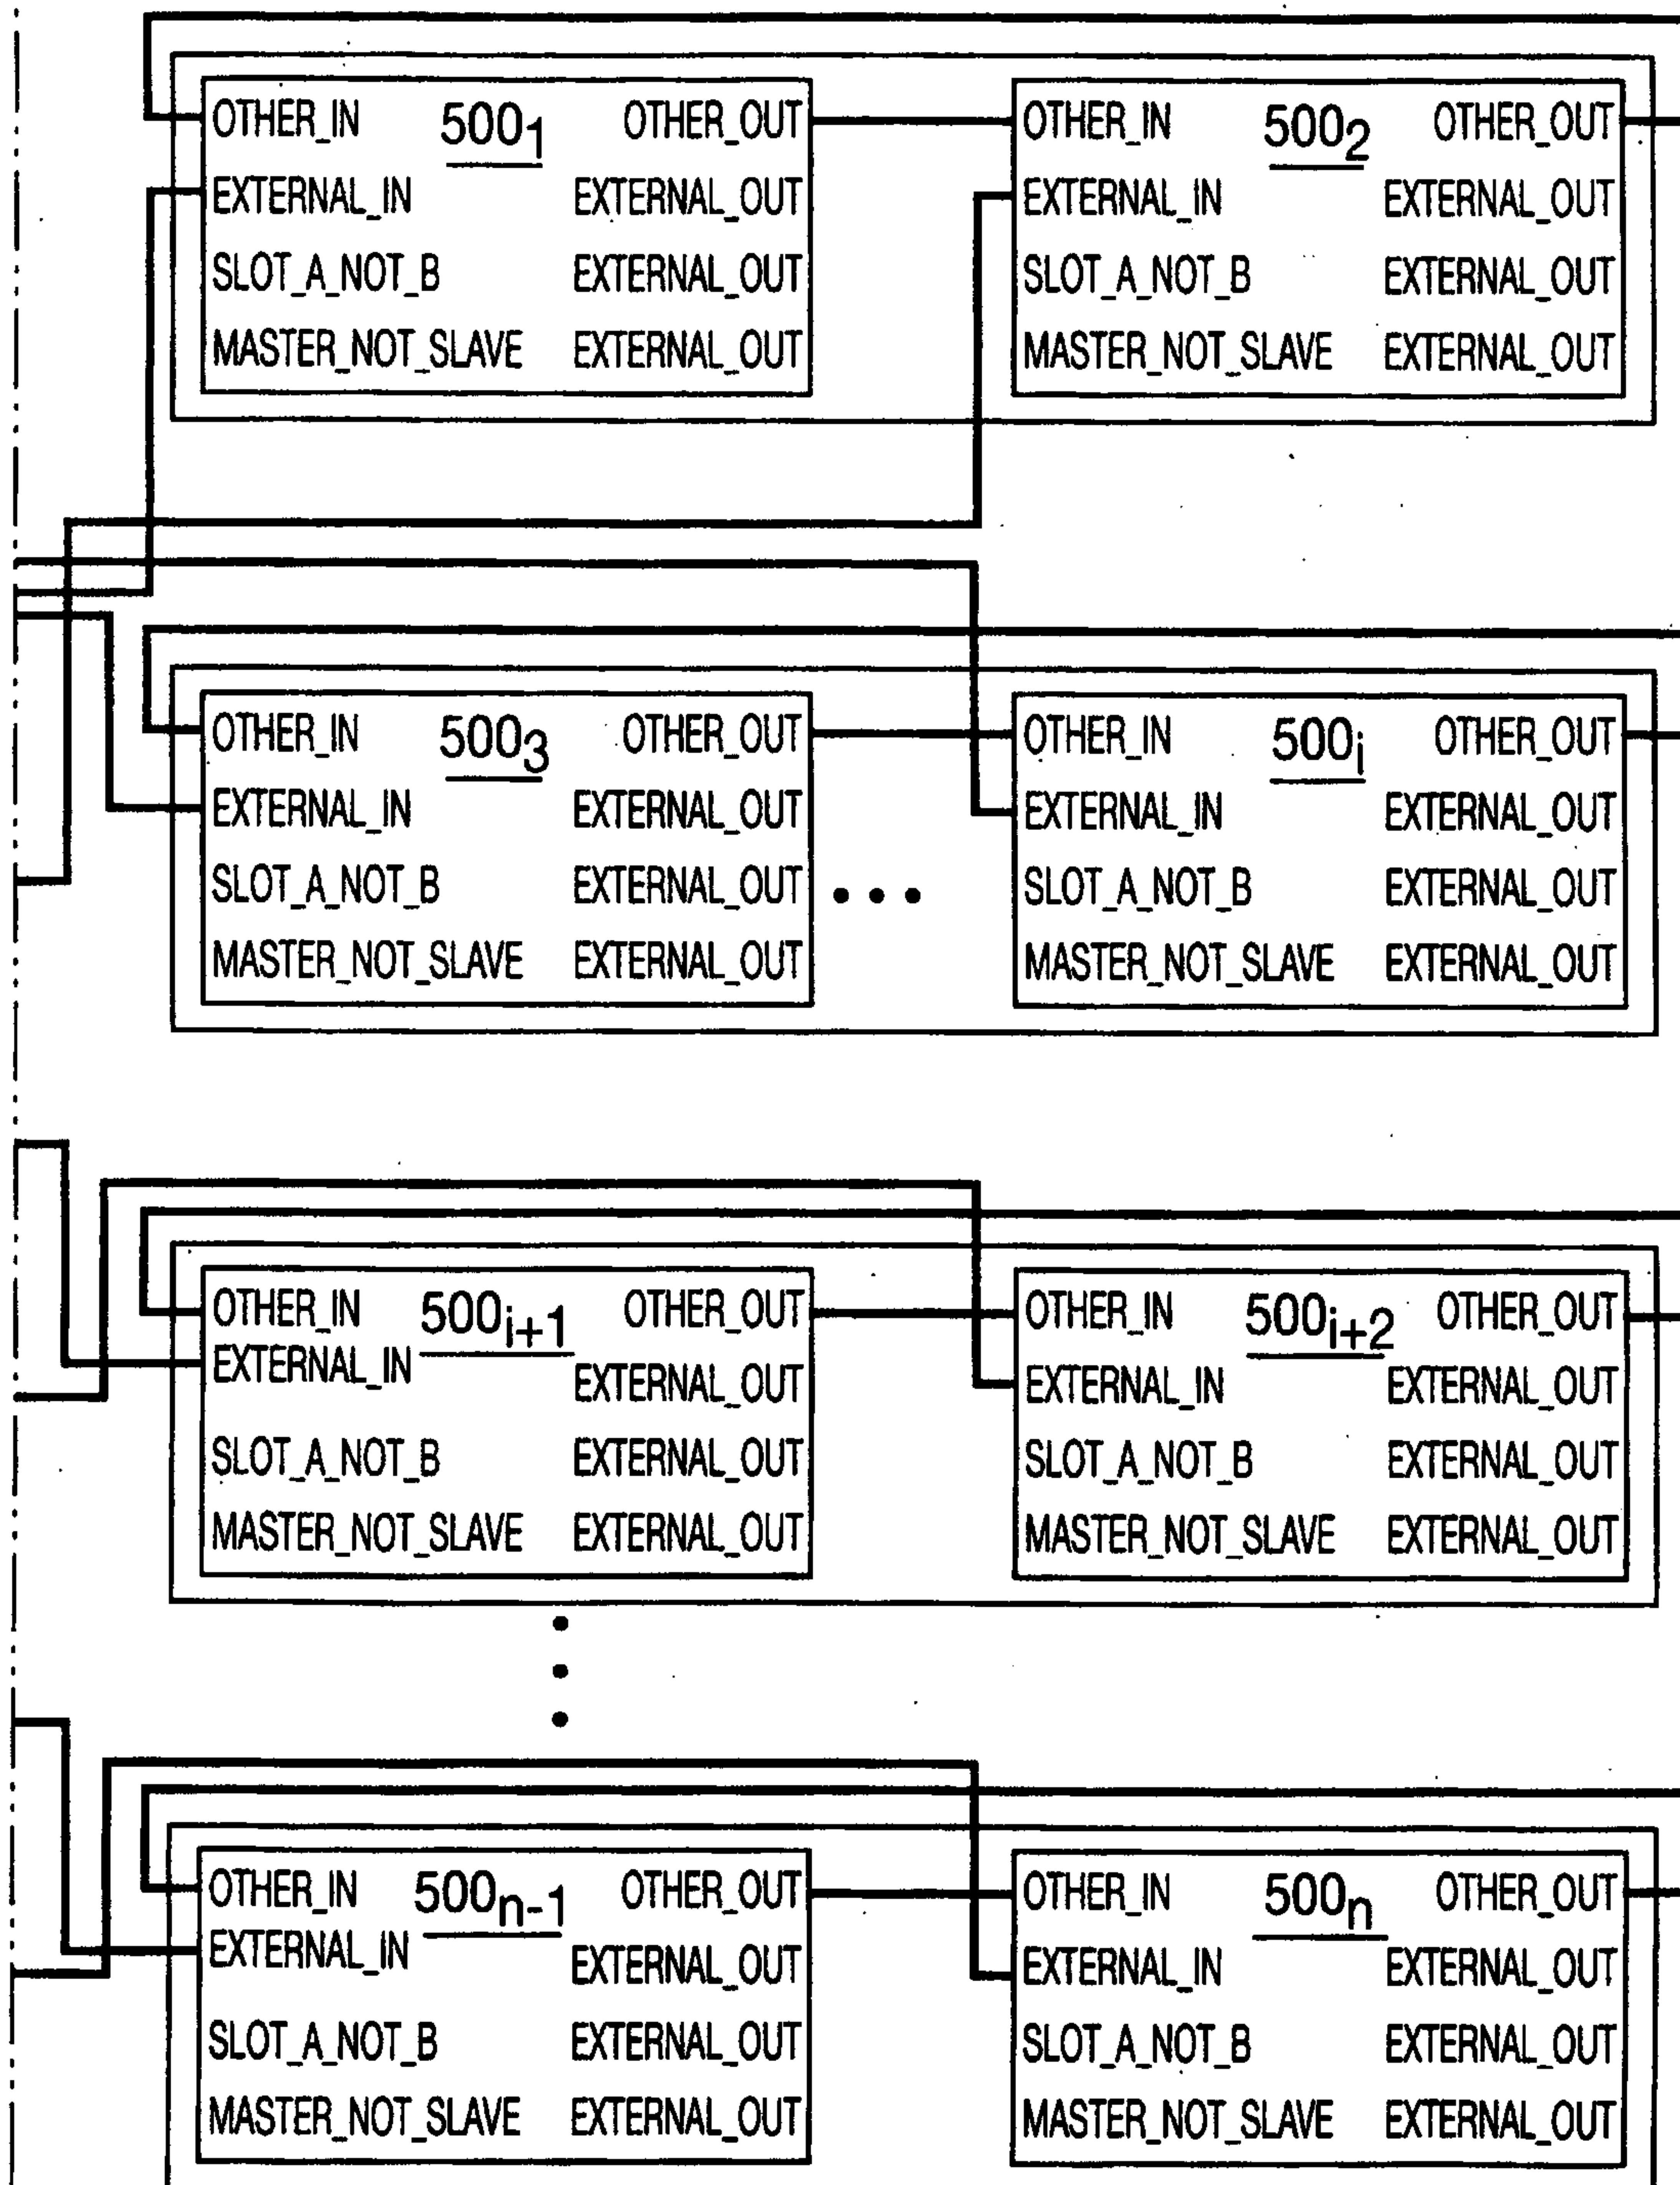 OTHER_IN 500₁ OTHER_OUT
EXTERNAL_IN EXTERNAL_OUT
SLOT_A_NOT_B EXTERNAL_OUT
MASTER_NOT_SLAVE EXTERNAL_OUT
OTHER_IN 500₂ OTHER_OUT
EXTERNAL_IN EXTERNAL_OUT
SLOT_A_NOT_B EXTERNAL_OUT
MASTER_NOT_SLAVE EXTERNAL_OUT
OTHER_IN 500₃ OTHER_OUT
EXTERNAL_IN EXTERNAL_OUT
SLOT_A_NOT_B EXTERNAL_OUT
MASTER_NOT_SLAVE EXTERNAL_OUT
• • •
OTHER_IN 500i OTHER_OUT
EXTERNAL_IN EXTERNAL_OUT
SLOT_A_NOT_B EXTERNAL_OUT
MASTER_NOT_SLAVE EXTERNAL_OUT
OTHER_IN 500i+1 OTHER_OUT
EXTERNAL_IN EXTERNAL_OUT
SLOT_A_NOT_B EXTERNAL_OUT
MASTER_NOT_SLAVE EXTERNAL_OUT
OTHER_IN 500i+2 OTHER_OUT
EXTERNAL_IN EXTERNAL_OUT
SLOT_A_NOT_B EXTERNAL_OUT
MASTER_NOT_SLAVE EXTERNAL_OUT
OTHER_IN 500n-1 OTHER_OUT
EXTERNAL_IN EXTERNAL_OUT
SLOT_A_NOT_B EXTERNAL_OUT
MASTER_NOT_SLAVE EXTERNAL_OUT
OTHER_IN 500n OTHER_OUT
EXTERNAL_IN EXTERNAL_OUT
SLOT_A_NOT_B EXTERNAL_OUT
MASTER_NOT_SLAVE EXTERNAL_OUT